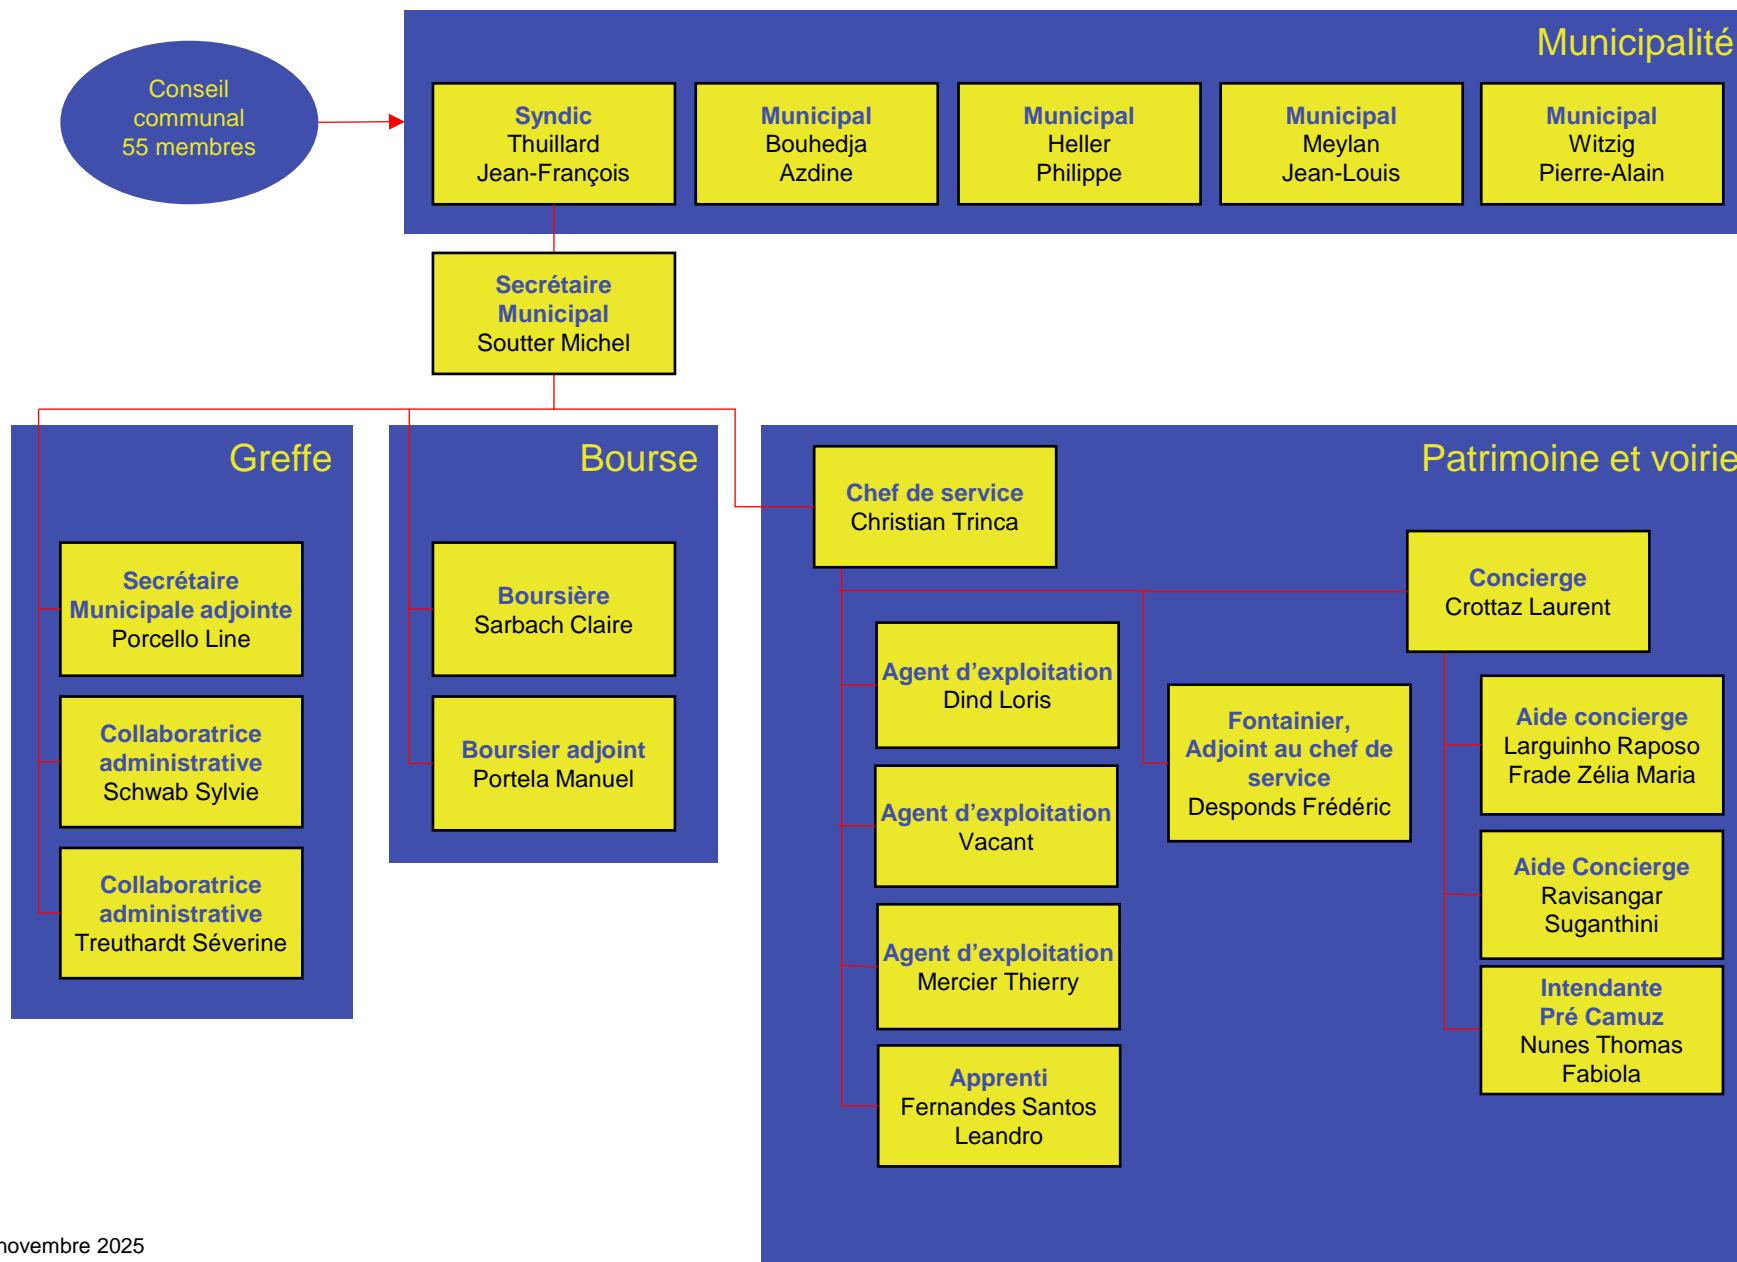 Conseil
communal
55 membres
Municipalité
Syndic
Thuillard
Jean-François
Municipal
Bouhedja
Azdine
Municipal
Heller
Philippe
Municipal
Meylan
Jean-Louis
Municipal
Witzig
Pierre-Alain
Secrétaire
Municipal
Soutter Michel
Greffe
Secrétaire
Municipale adjointe
Porcello Line
Collaboratrice
administrative
Schwab Sylvie
Collaboratrice
administrative
Treuthardt Séverine
Bourse
Boursière
Sarbach Claire
Boursier adjoint
Portela Manuel
Patrimoine et voirie
Chef de service
Christian Trinca
Agent d’exploitation
Dind Loris
Agent d’exploitation
Vacant
Agent d’exploitation
Mercier Thierry
Apprenti
Fernandes Santos
Leandro
Fontainier,
Adjoint au chef de
service
Desponds Frédéric
Concierge
Crottaz Laurent
Aide concierge
Larguinho Raposo
Frade Zélia Maria
Aide Concierge
Ravisangar
Suganthini
Intendante
Pré Camuz
Nunes Thomas
Fabiola
novembre 2025